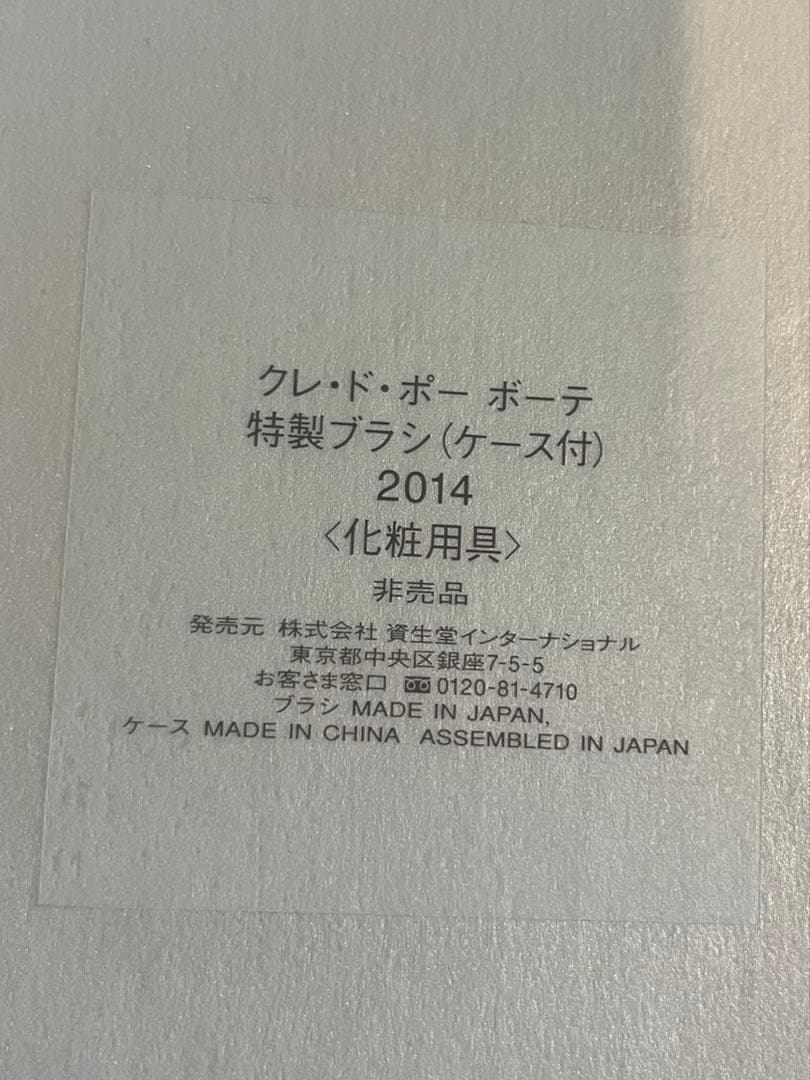 クレ・ド・ポー ボーテ
特製ブラシ(ケース付)
2014
〈化粧用具〉
非売品
発売元 株式会社 資生堂インターナショナル
東京都中央区銀座7-5-5
お客さま窓口 0120-81-4710
ブラシ MADE IN JAPAN,
ケース MADE IN CHINA ASSEMBLED IN JAPAN